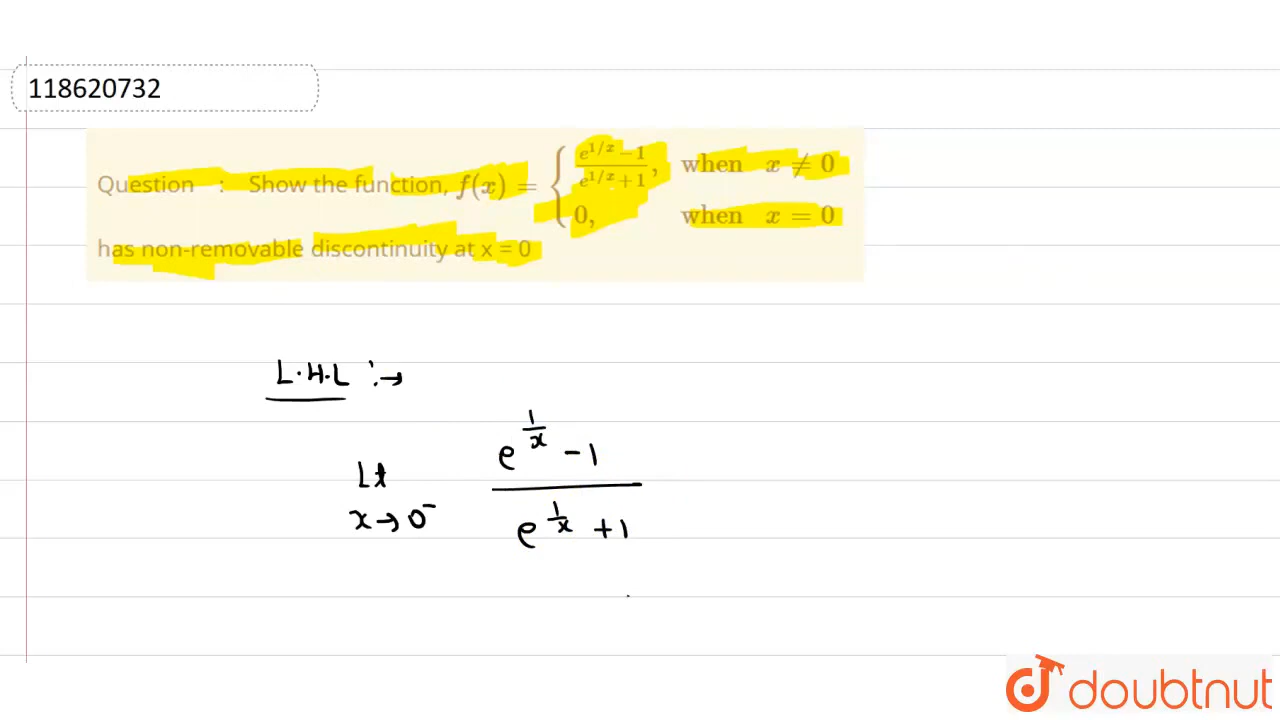 118620732
Question : Show the function, f(x) = { (e^{1/x} −1)/(e^{1/x} +1), when x ≠ 0
0, when x = 0
has non-removable discontinuity at x = 0
L.H.L :→
Lt x→0⁻ (e^{1/x} − 1)/(e^{1/x} + 1)
doubtnut